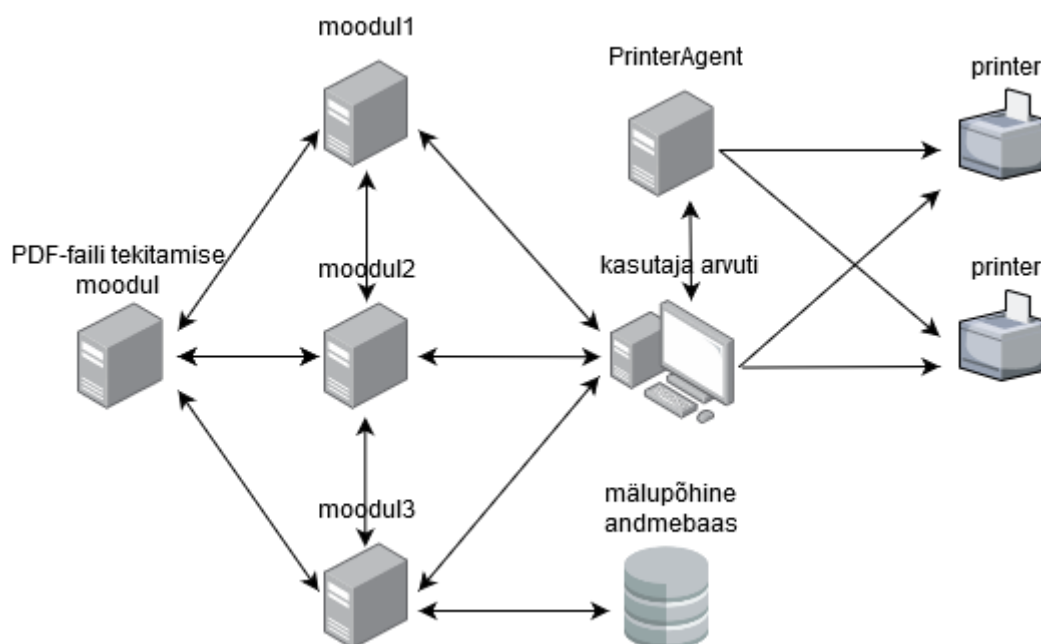 moodul1
PrinterAgent
printer
PDF-faili tekitamise
moodul
moodul2
kasutaja arvuti
printer
moodul3
mälupõhine
andmebaas